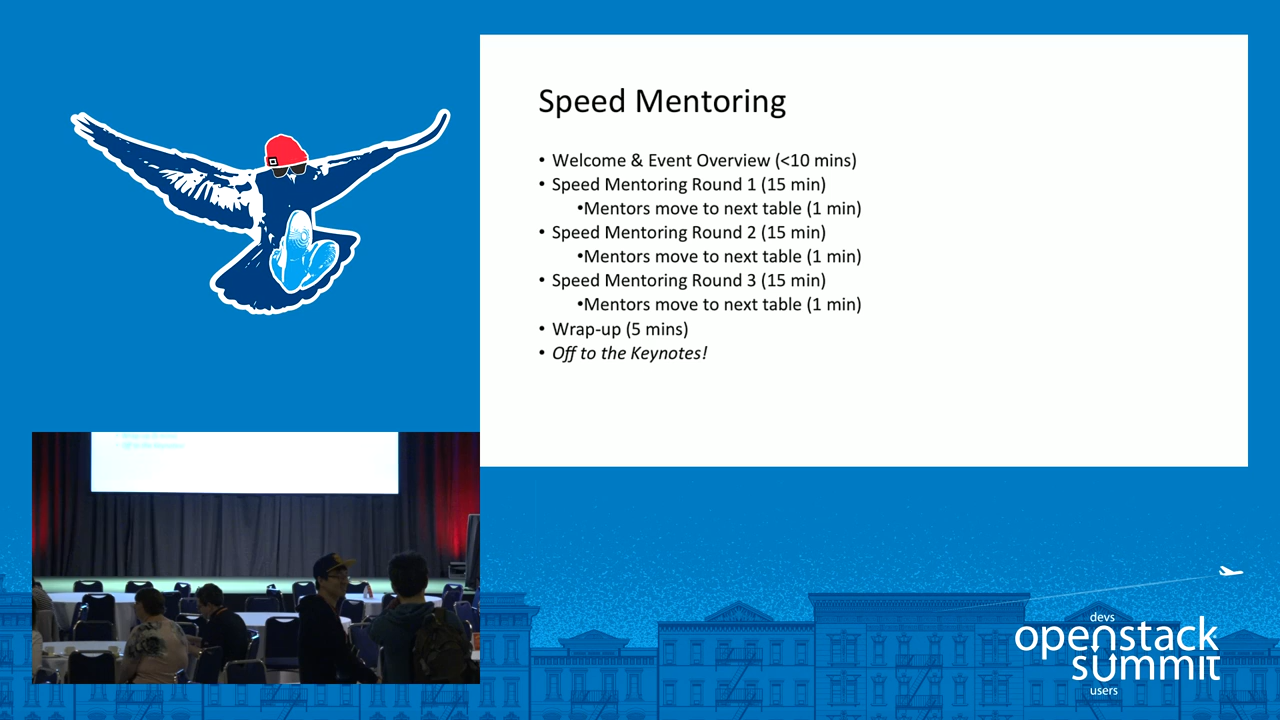 Speed Mentoring
• Welcome & Event Overview (<10 mins)
• Speed Mentoring Round 1 (15 min)
•Mentors move to next table (1 min)
• Speed Mentoring Round 2 (15 min)
•Mentors move to next table (1 min)
• Speed Mentoring Round 3 (15 min)
•Mentors move to next table (1 min)
• Wrap-up (5 mins)
• Off to the Keynotes!
devs
openstack
summit
users